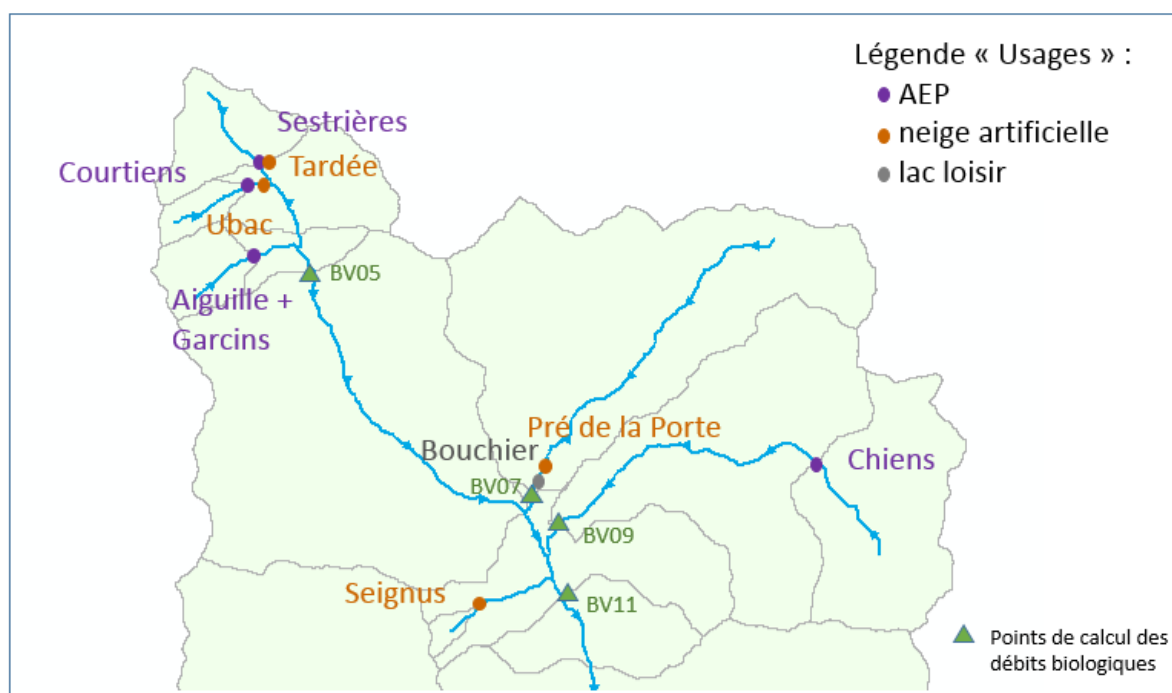 Légende « Usages » :
AEP
neige artificielle
lac loisir
Sestrières
Tardée
Courtiens
Ubac
BV05
Aiguille +
Garcins
Pré de la Porte
Bouchier
Chiens
BV07
BV09
Seignus
BV11
Points de calcul des
débits biologiques